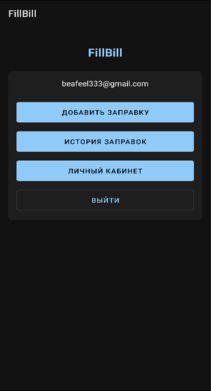 FillBill
FillBill
beafeel333@gmail.com
ДОБАВИТЬ ЗАПРАВКУ
ИСТОРИЯ ЗАПРАВОК
ЛИЧНЫЙ КАБИНЕТ
ВЫЙТИ